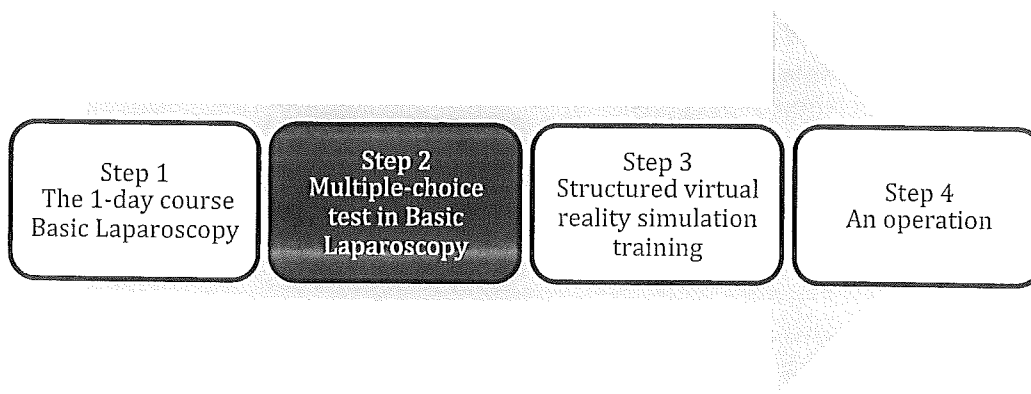 Step 1
The 1-day course
Basic Laparoscopy
Step 2
Multiple-choice
test in Basic
Laparoscopy
Step 3
Structured virtual
reality simulation
training
Step 4
An operation